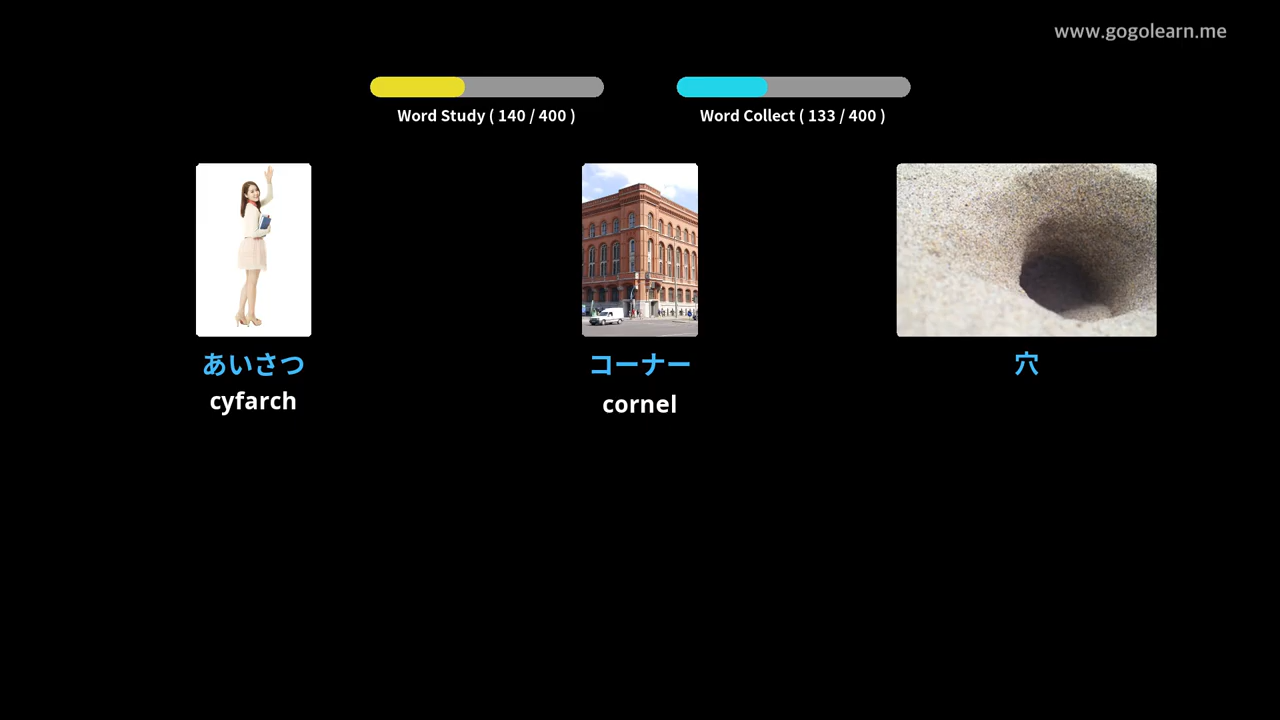 www.gogolearn.me
Word Study ( 140 / 400 )
Word Collect ( 133 / 400 )
あいさつ
cyfarch
コーナー
cornel
穴